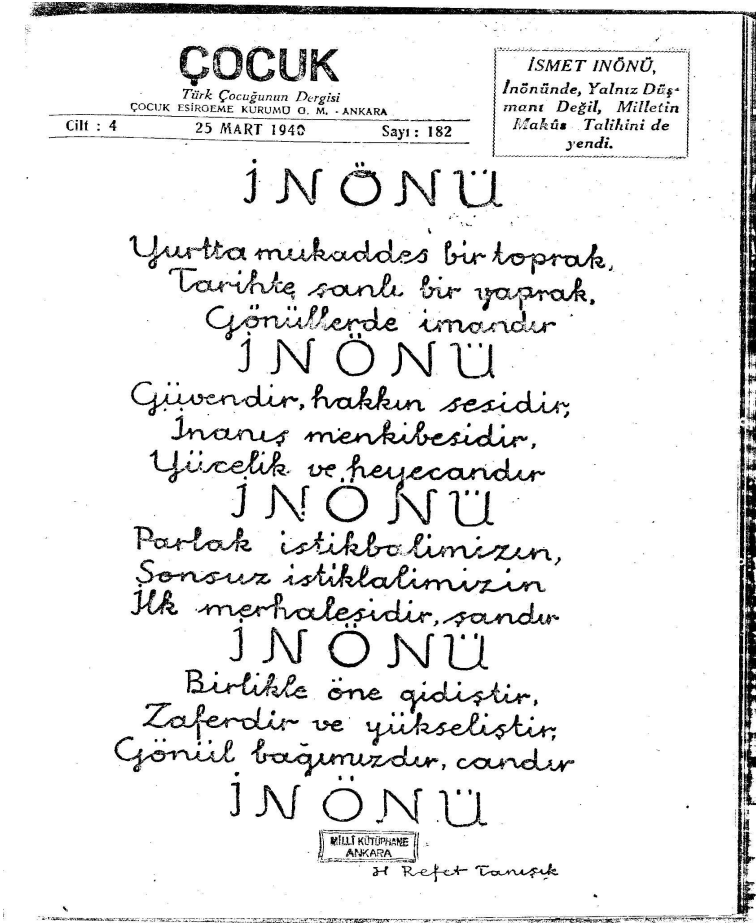 ÇOCUK
Türk Çocuğunun Dergisi
ÇOCUK ESİRGEME KURUMU G. M. - ANKARA
Cilt : 4 25 MART 1940 Sayı : 182
İSMET INÖNÜ,
İnönünde, Yalnız Düş-
manı Değil, Milletin
Makûs Talihini de
yendi.
İNÖNÜ
Yurtta mukaddes bir toprak,
Tarihte şanlı bir yaprak,
Gönüllerde imandır
İNÖNÜ
Güvendir, hakkın sesidir,
İnanış menkibesidir,
Yücelik ve heyecandır
İNÖNÜ
Parlak istikbalimizin,
Sonsuz istiklalimizin
İlk merhalesidir, şandır
İNÖNÜ
Birlikle öne gidiştir,
Zaferdir ve yükseliştir,
Gönül bağımızdır, candır
İNÖNÜ
MİLLÎ KÜTÜPHANE
ANKARA
H Refet Tanışık